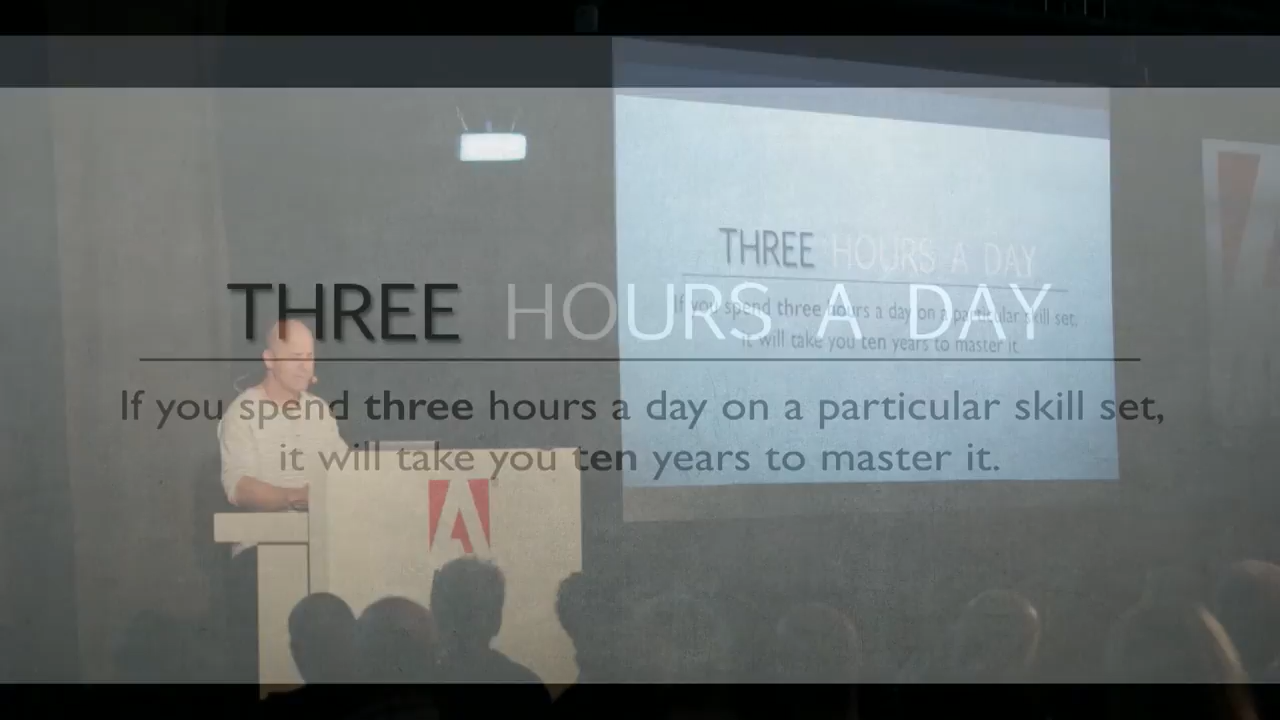 THREE HOURS A DAY
If you spend three hours a day on a particular skill set,
it will take you ten years to master it.
THREE HOURS A DAY
If you spend three hours a day on a particular skill set,
it will take you ten years to master it.